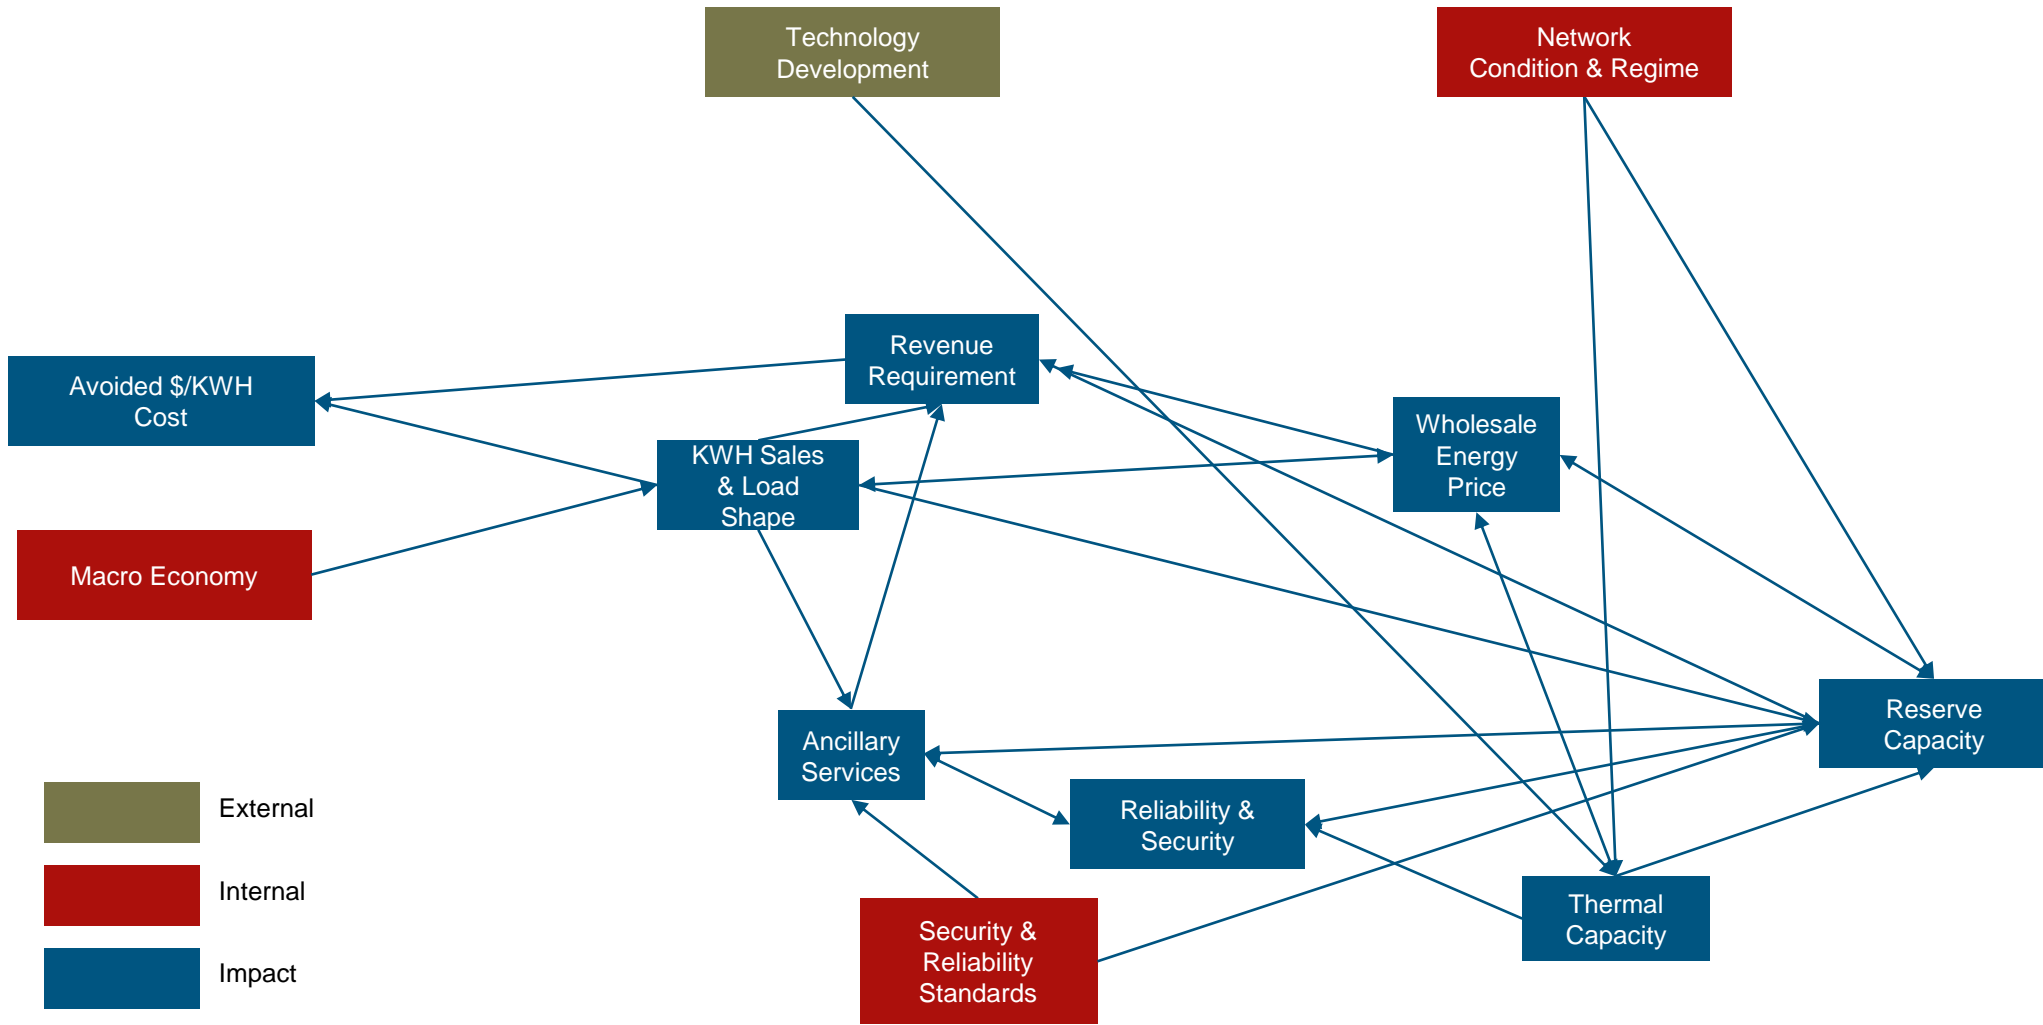 Technology
Development
Network
Condition & Regime
Revenue
Requirement
Avoided $/KWH
Cost
Wholesale
Energy
Price
KWH Sales
& Load
Shape
Macro Economy
Reserve
Capacity
Ancillary
Services
Reliability &
Security
Thermal
Capacity
Security &
Reliability
Standards
External
Internal
Impact